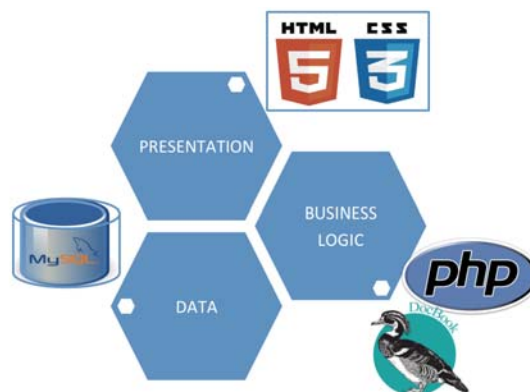 HTML CSS
5 3
PRESENTATION
BUSINESS
LOGIC
MySQL
DATA
php
DocBook